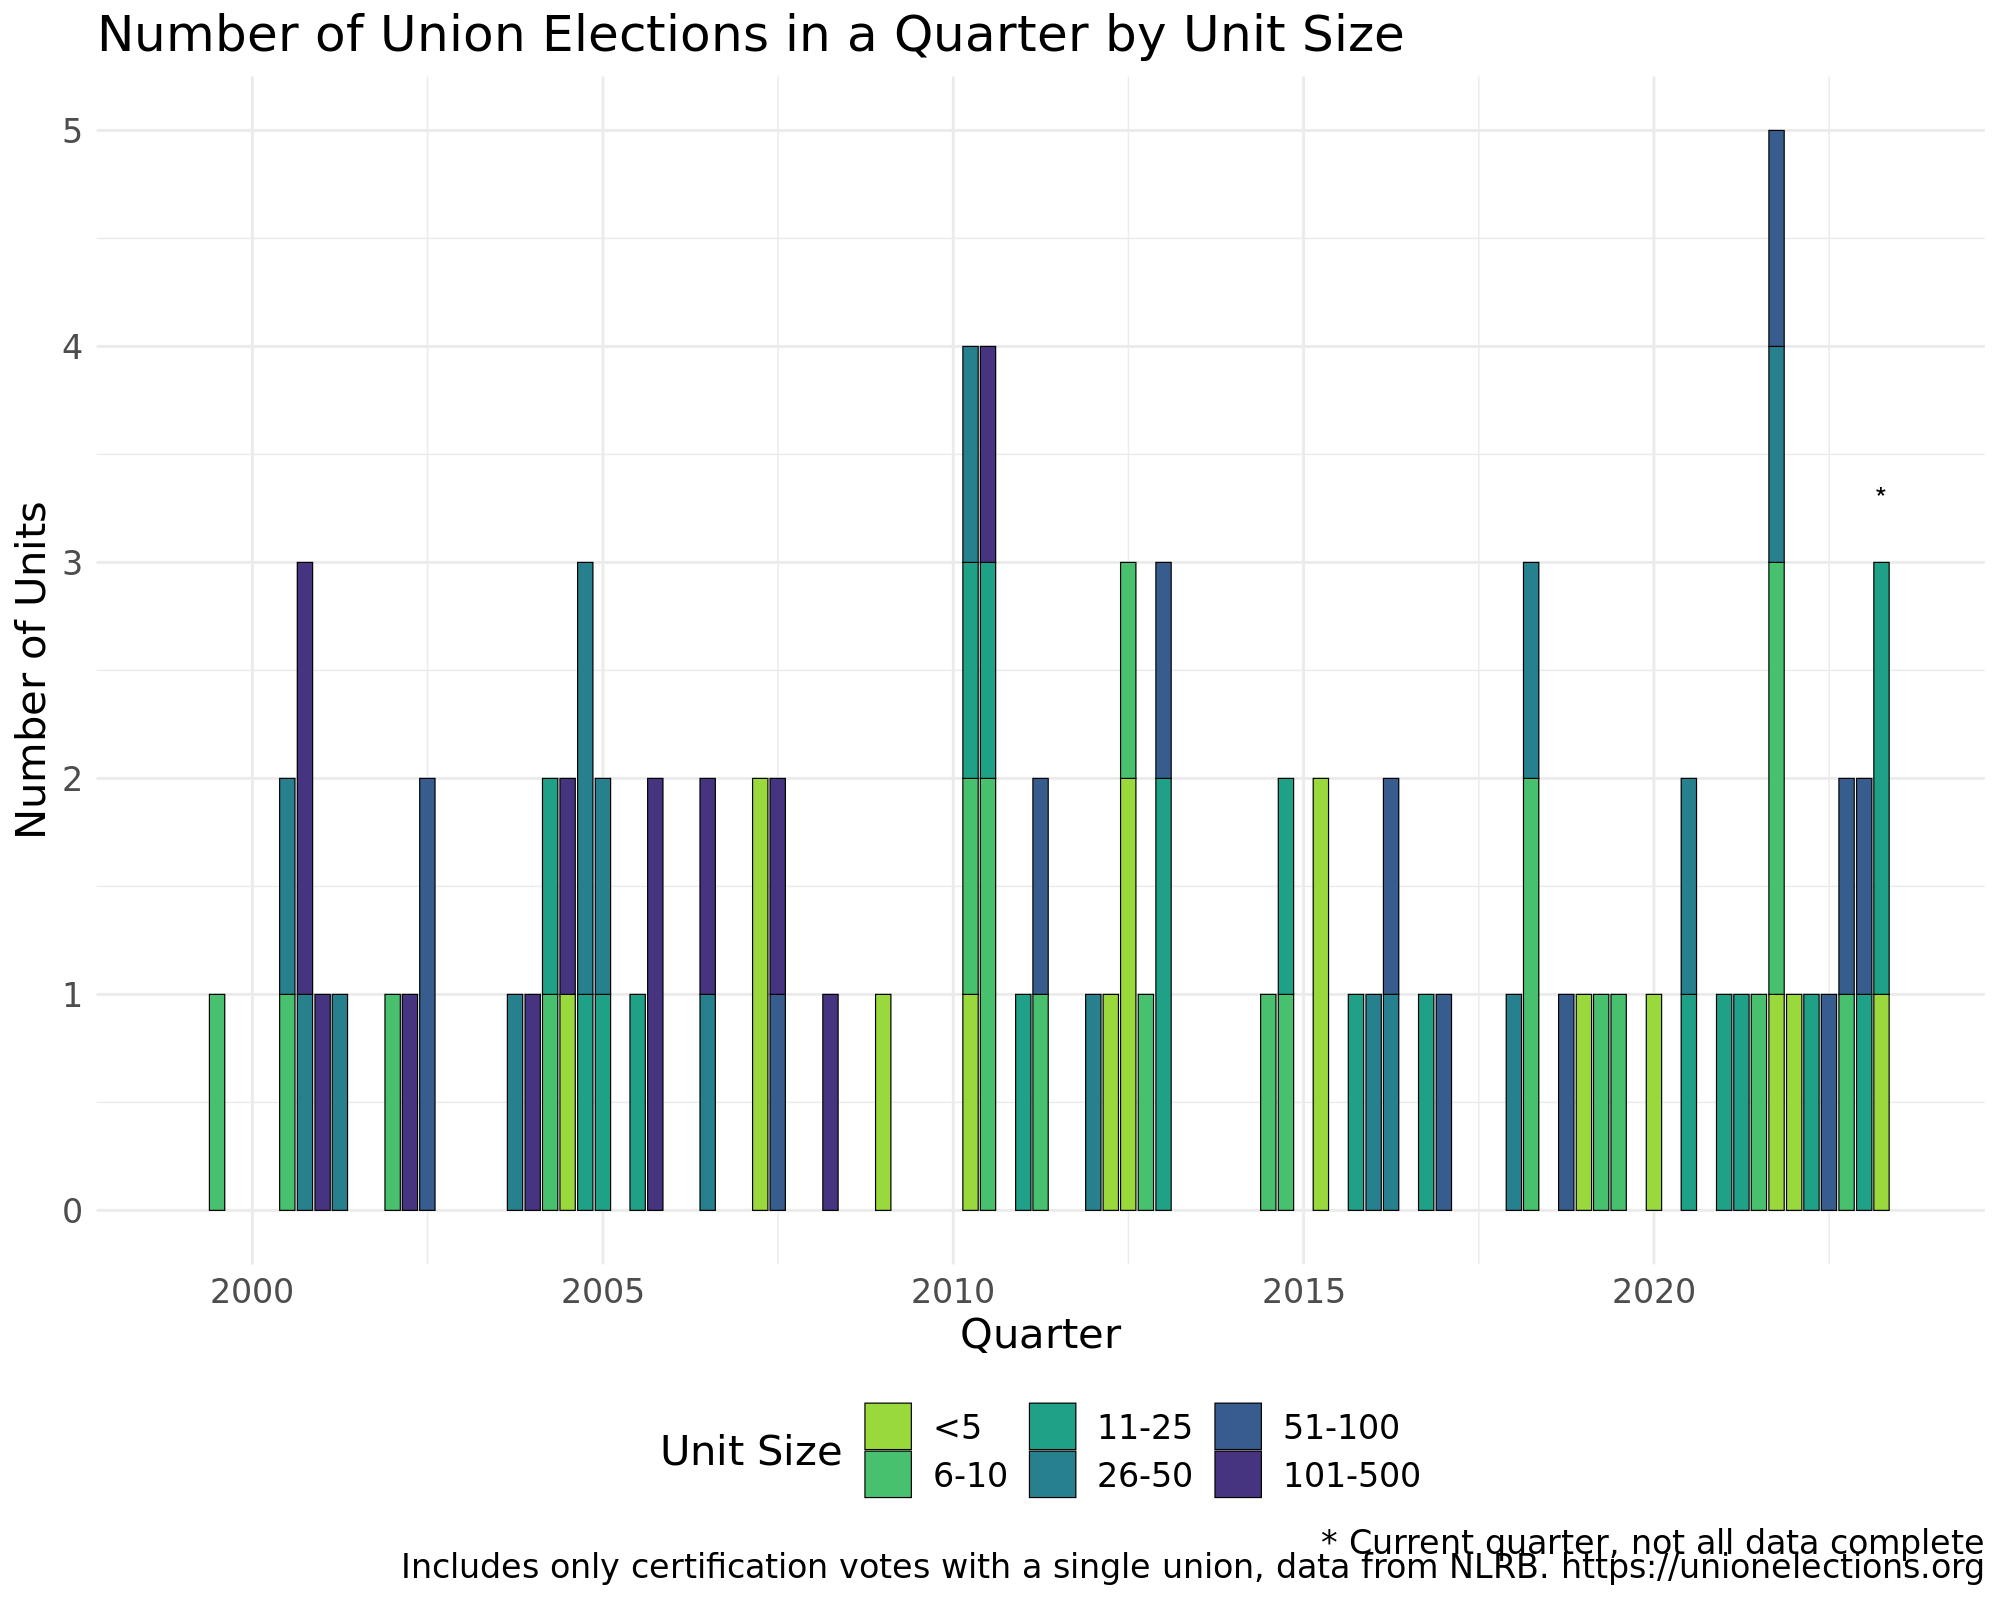 Number of Union Elections in a Quarter by Unit Size
Number of Units
5
4
3
2
1
0
*
2000 2005 2010 2015 2020
Quarter
Unit Size
<5 11-25 51-100
6-10 26-50 101-500
* Current quarter, not all data complete
Includes only certification votes with a single union, data from NLRB. https://unionelections.org